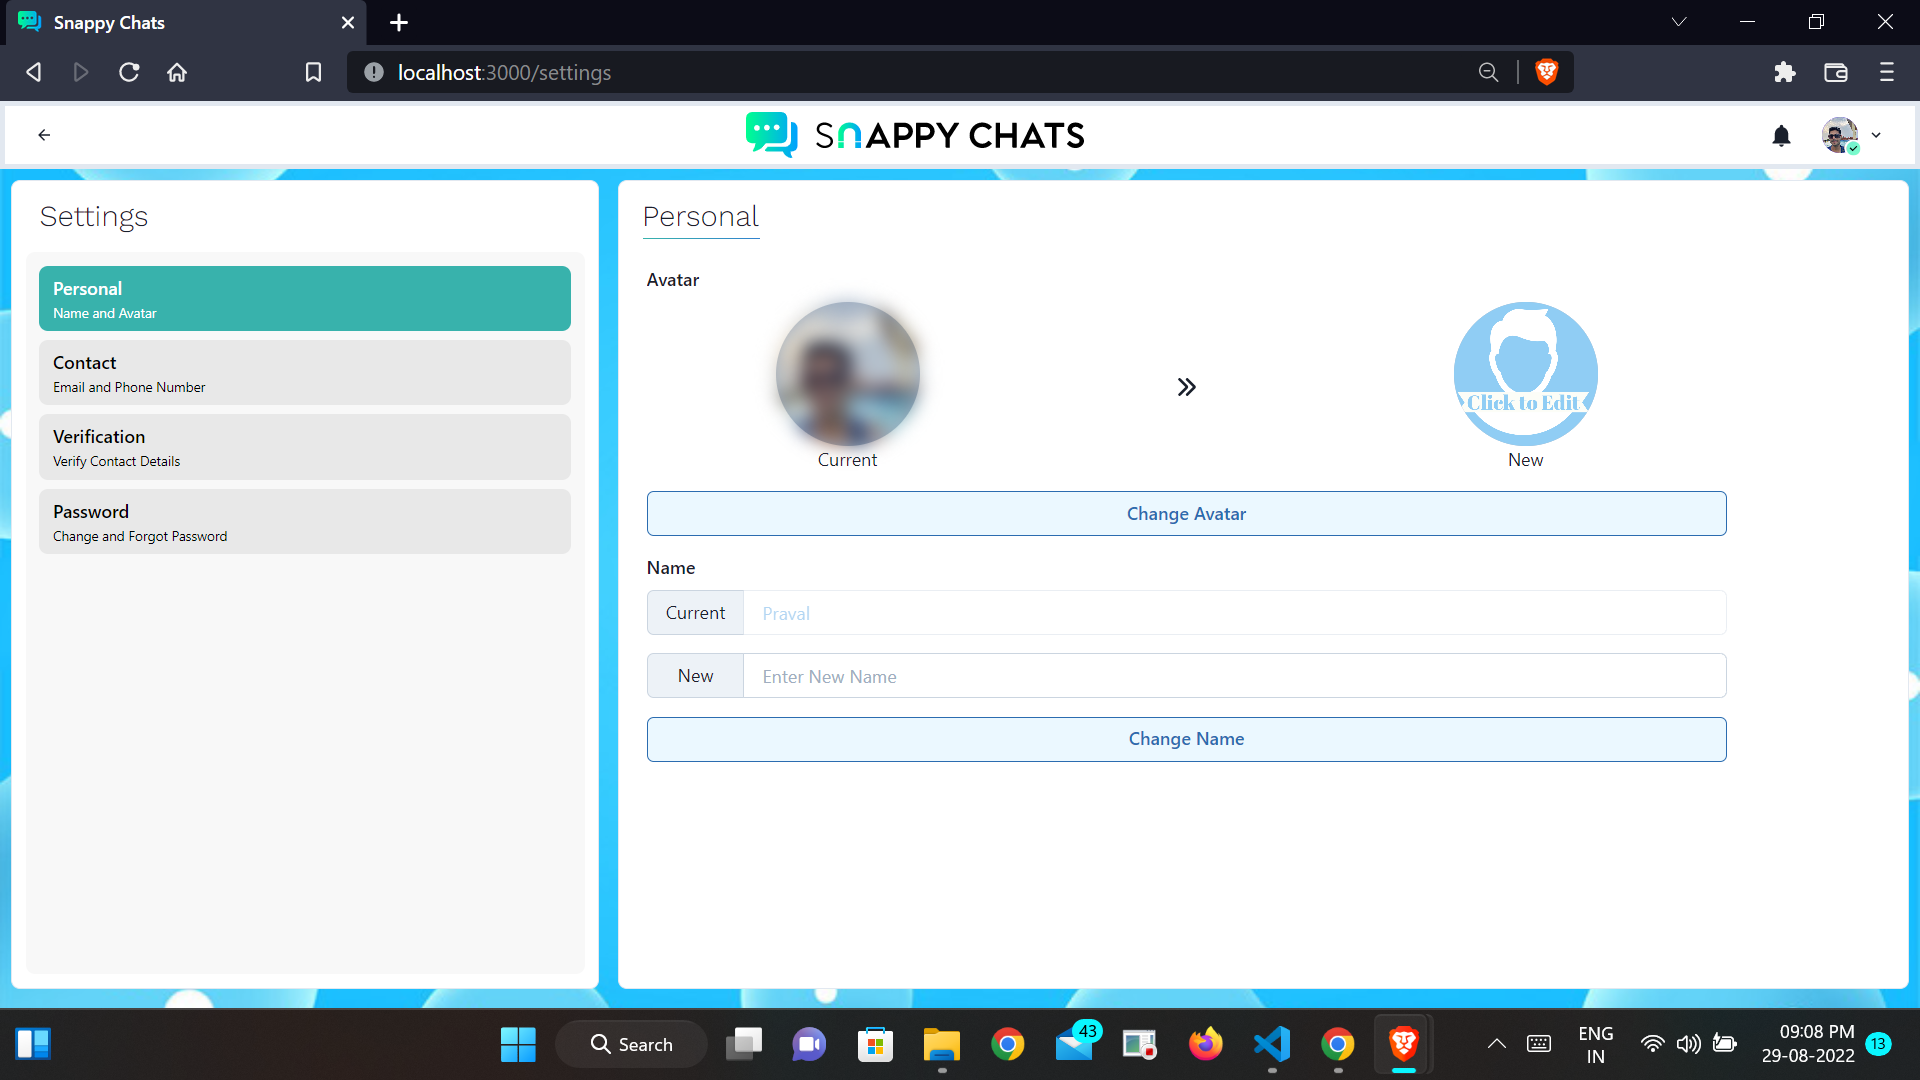 Snappy Chats
localhost:3000/settings
SNAPPY CHATS
Settings
Personal
Name and Avatar
Contact
Email and Phone Number
Verification
Verify Contact Details
Password
Change and Forgot Password
Personal
Avatar
Click to Edit
Current
New
Change Avatar
Name
Current
Praval
New
Enter New Name
Change Name
Search
43
ENG
IN
09:08 PM
29-08-2022
13